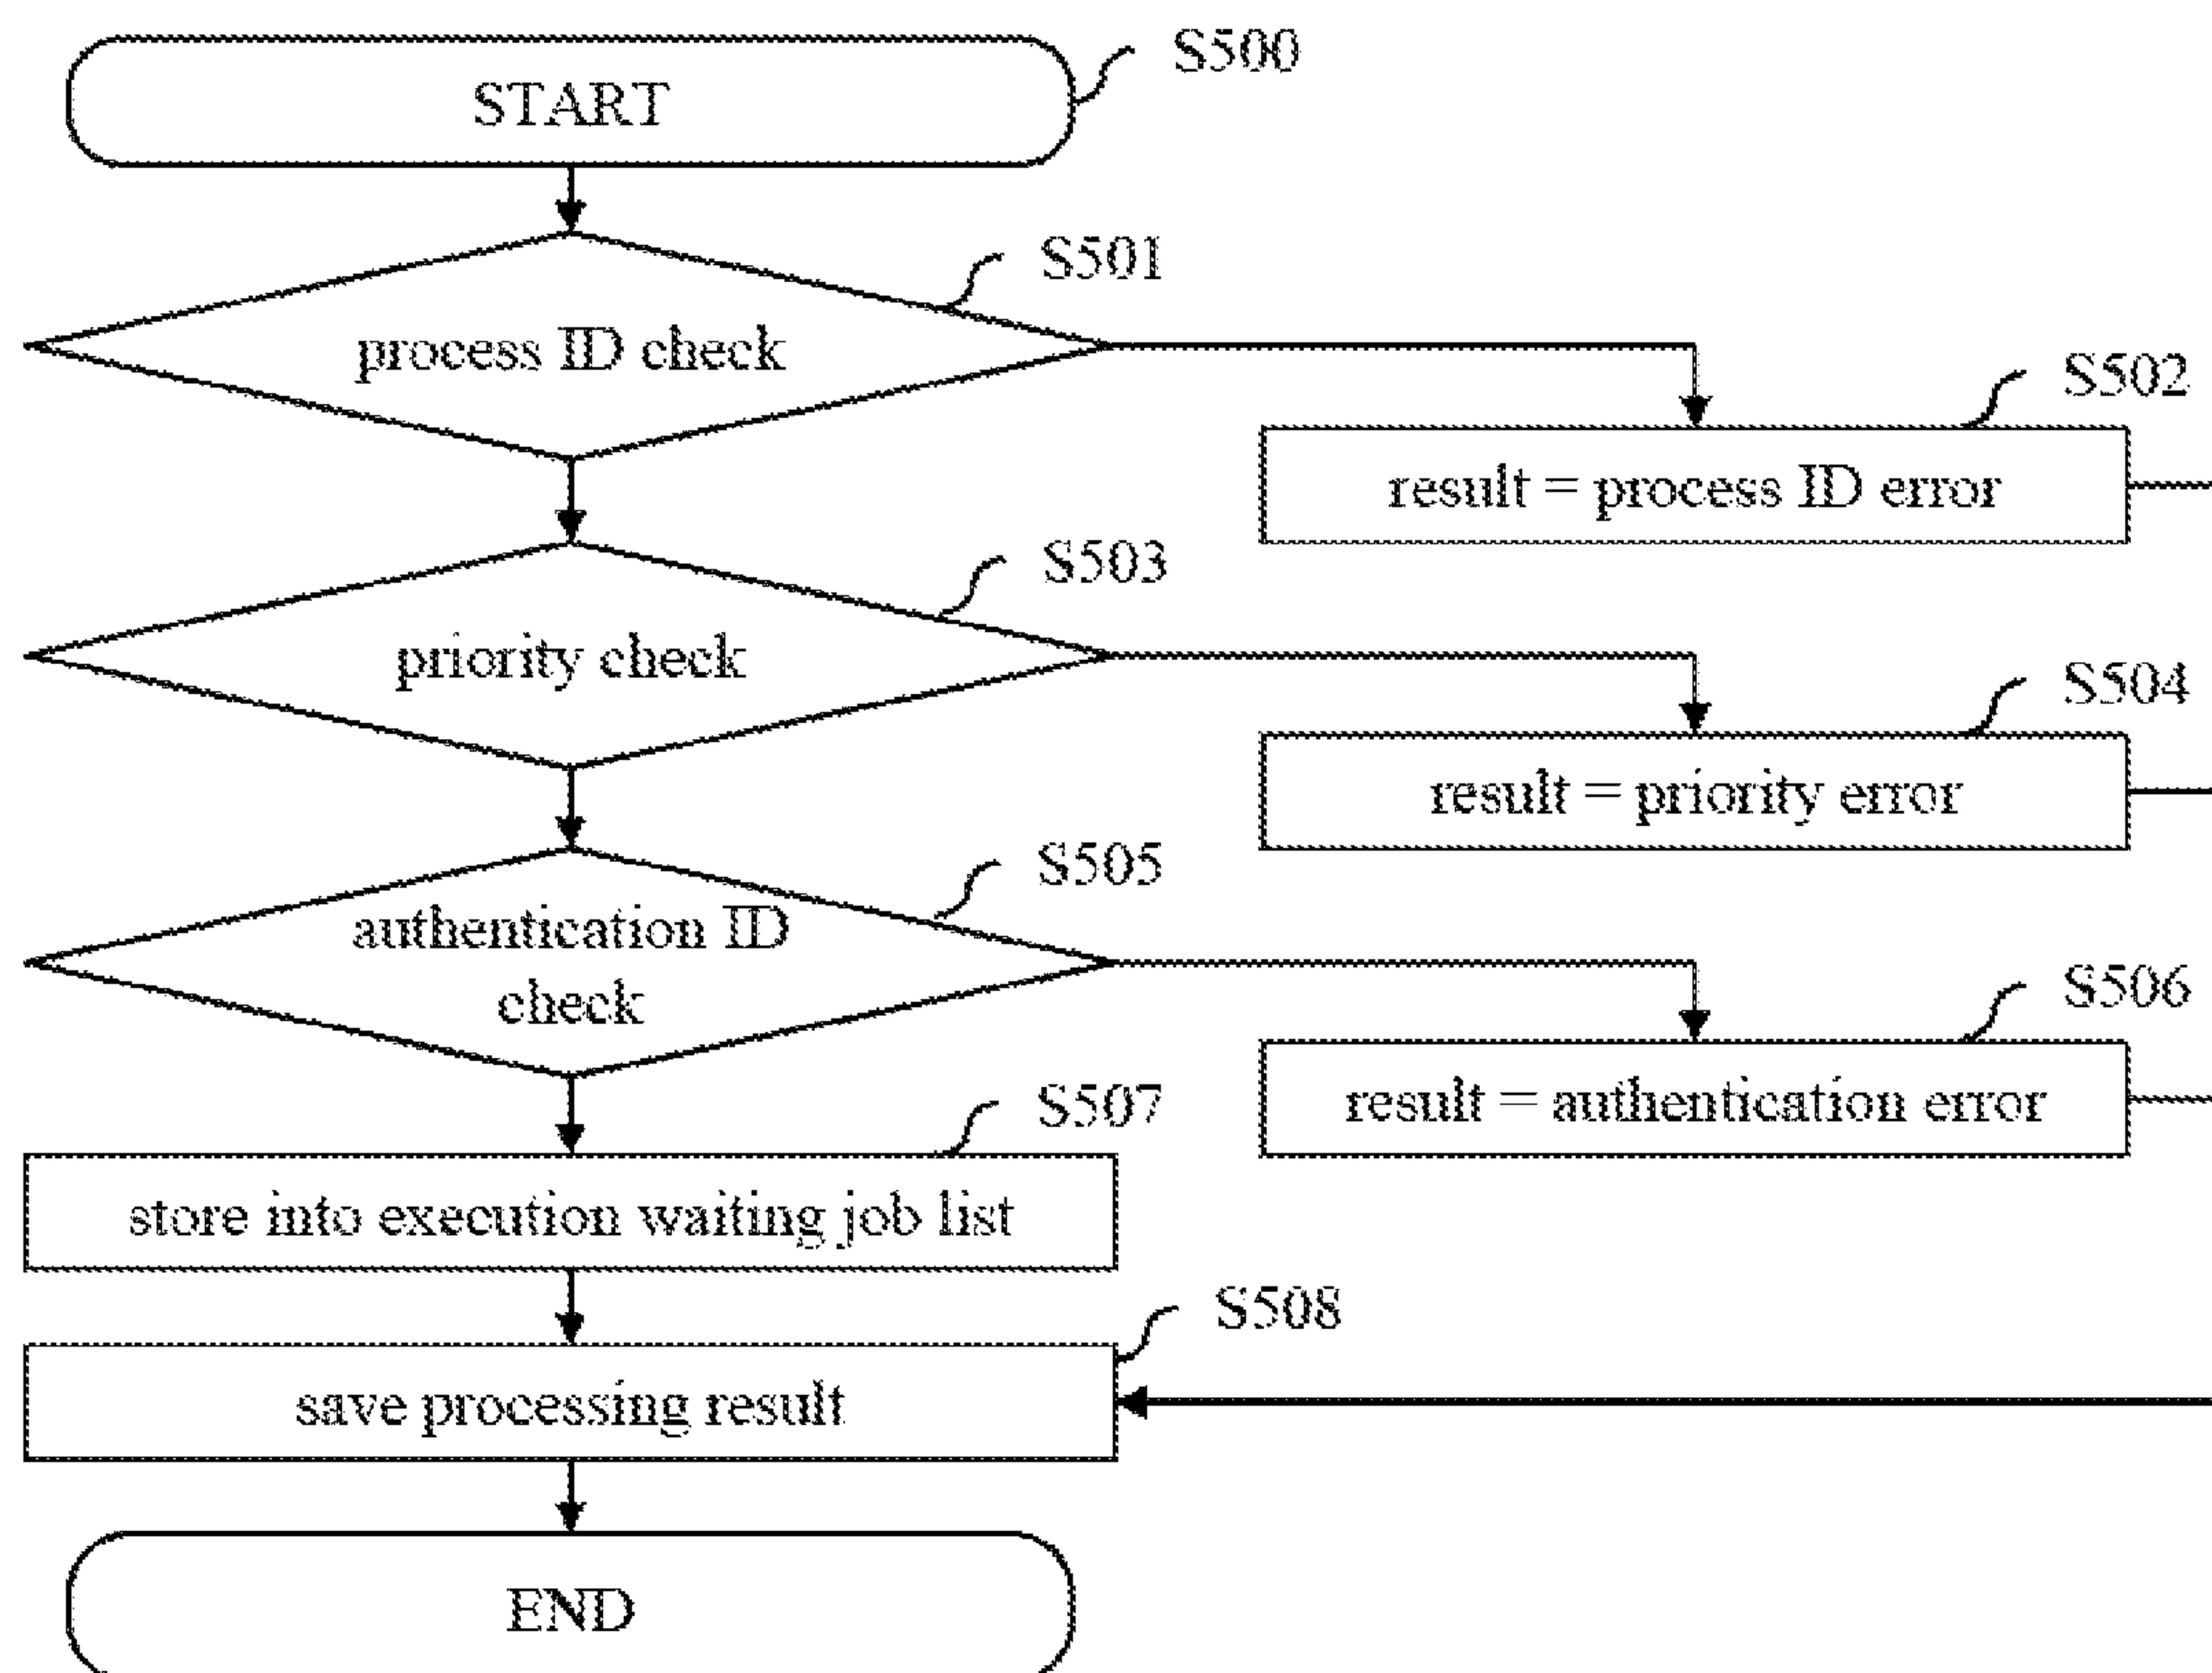 START
S500
process ID check
S501
result = process ID error
S502
priority check
S503
result = priority error
S504
authentication ID
check
S505
result = authentication error
S506
store into execution waiting job list
S507
save processing result
S508
END